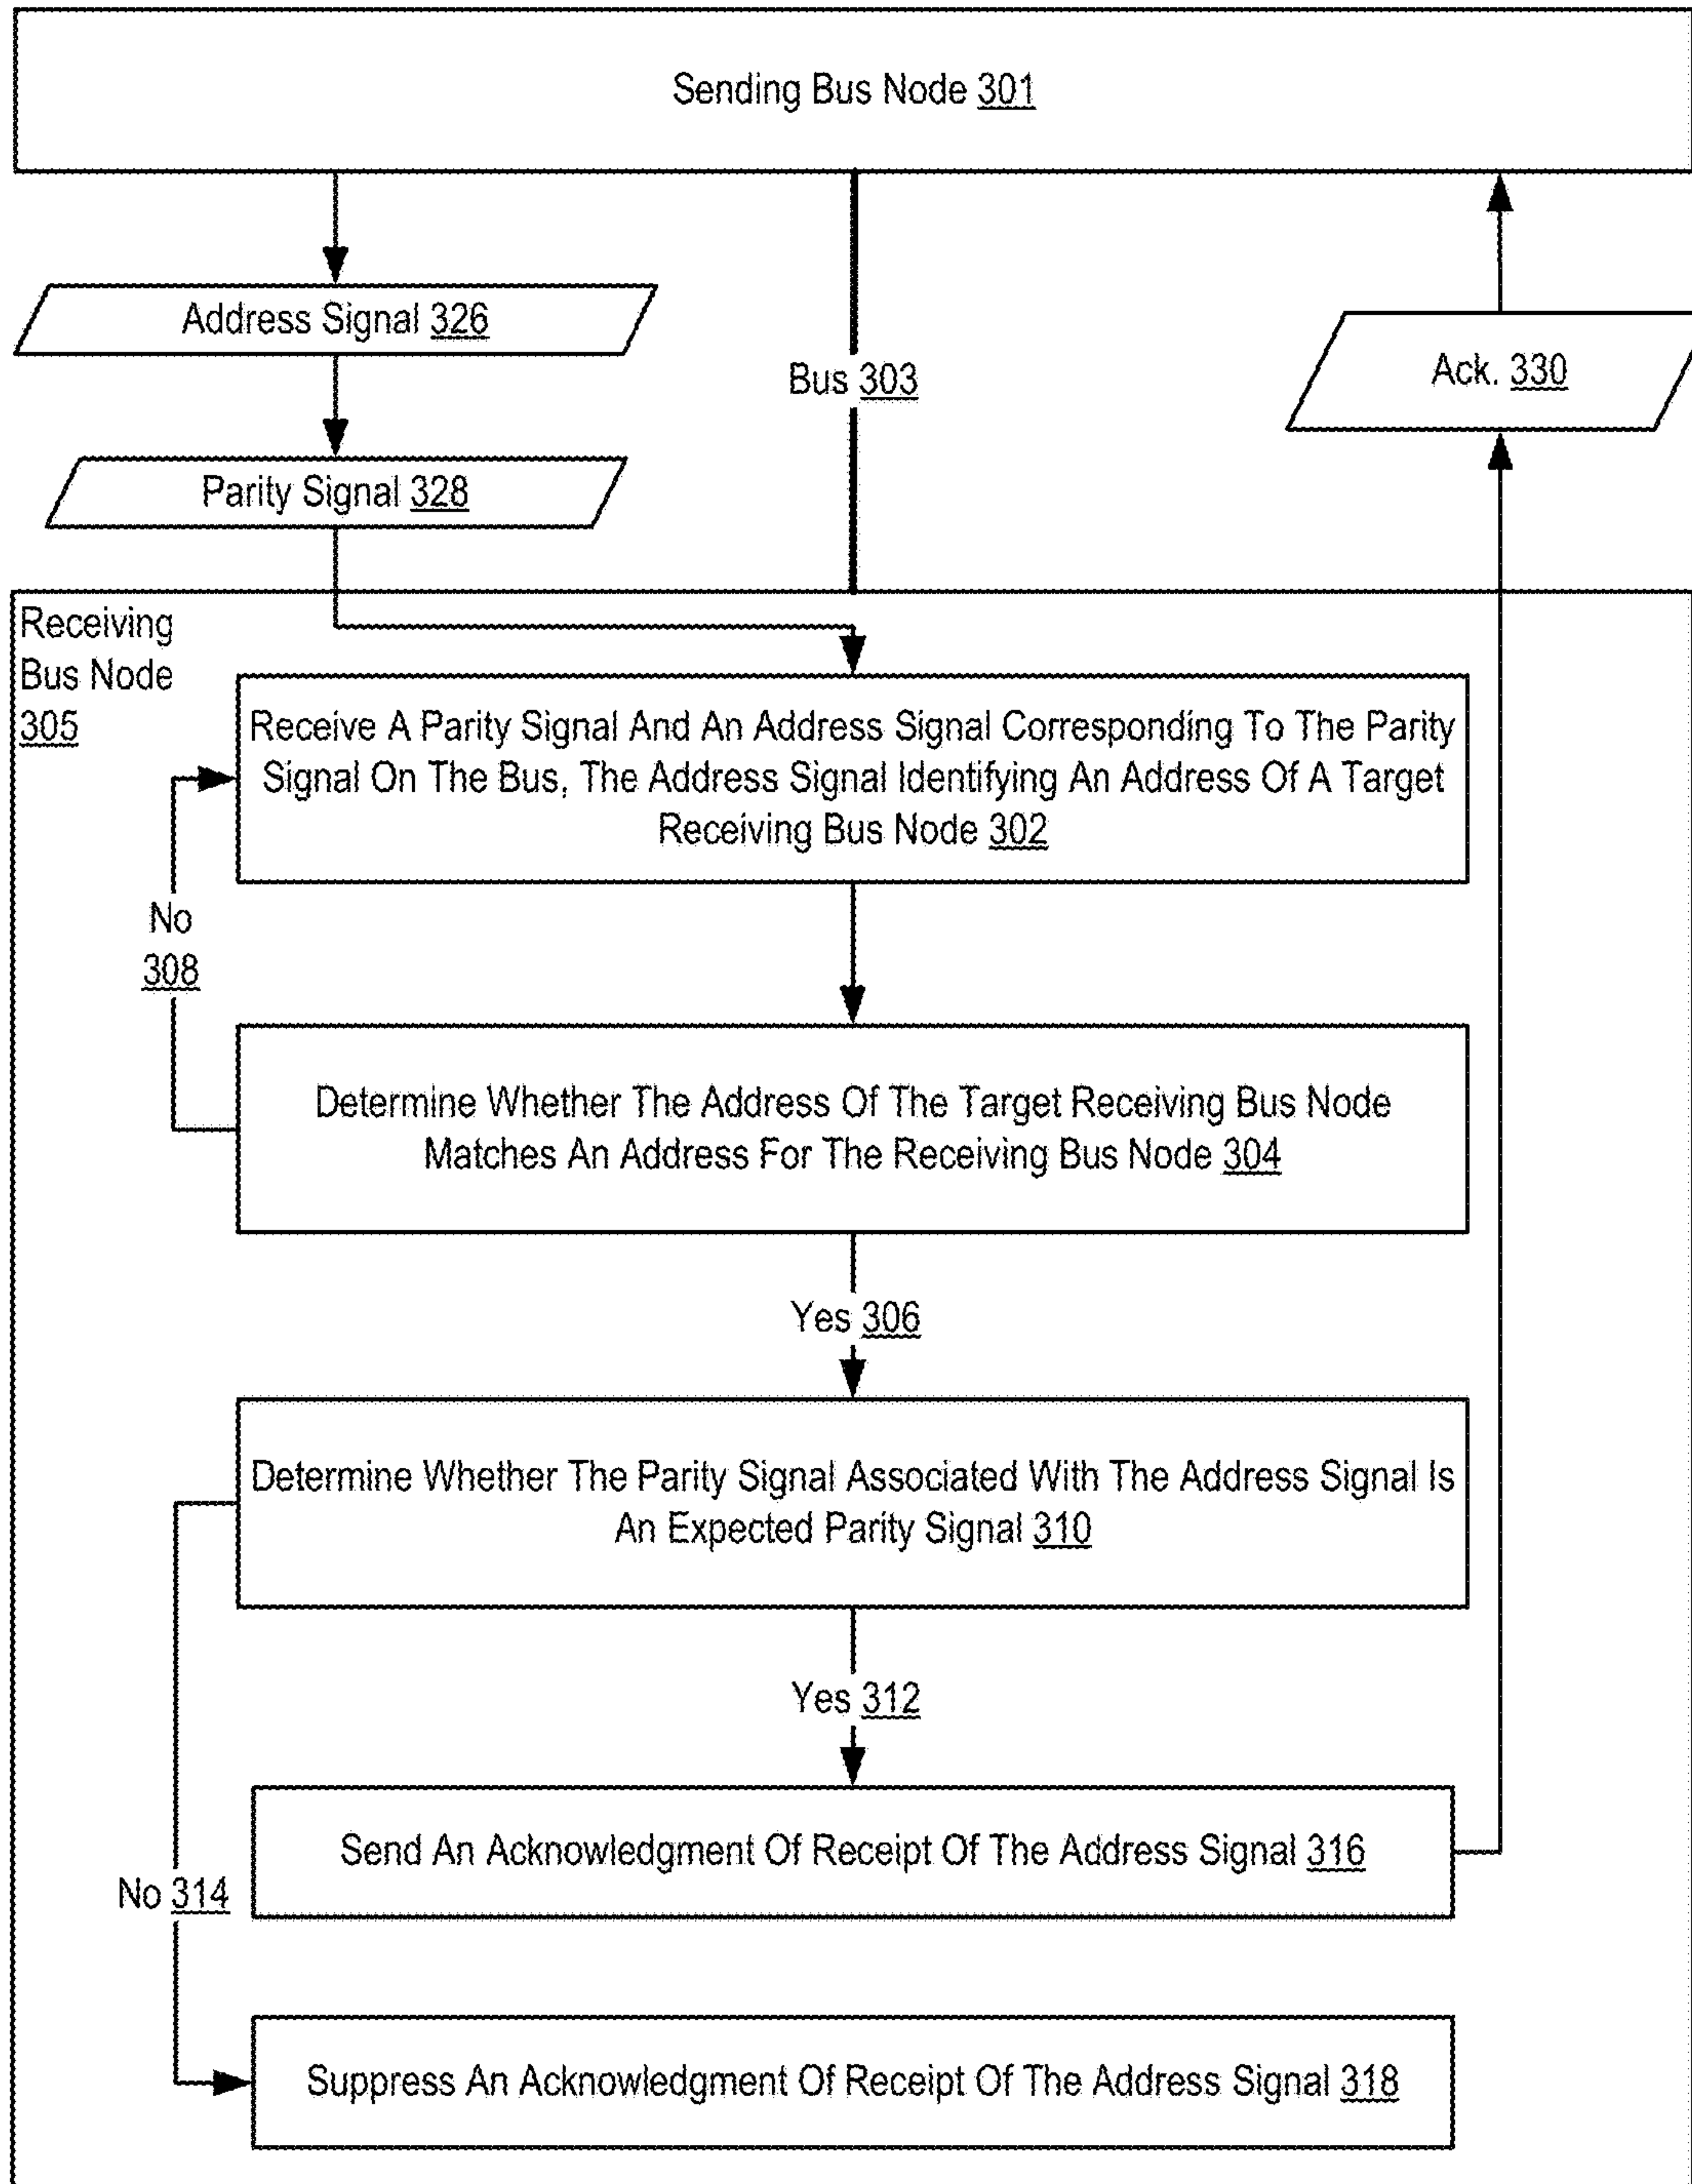 Sending Bus Node 301
Address Signal 326
Bus 303
Ack. 330
Parity Signal 328
Receiving
Bus Node
305
Receive A Parity Signal And An Address Signal Corresponding To The Parity
Signal On The Bus, The Address Signal Identifying An Address Of A Target
Receiving Bus Node 302
No
308
Determine Whether The Address Of The Target Receiving Bus Node
Matches An Address For The Receiving Bus Node 304
Yes 306
Determine Whether The Parity Signal Associated With The Address Signal Is
An Expected Parity Signal 310
Yes 312
Send An Acknowledgment Of Receipt Of The Address Signal 316
No 314
Suppress An Acknowledgment Of Receipt Of The Address Signal 318